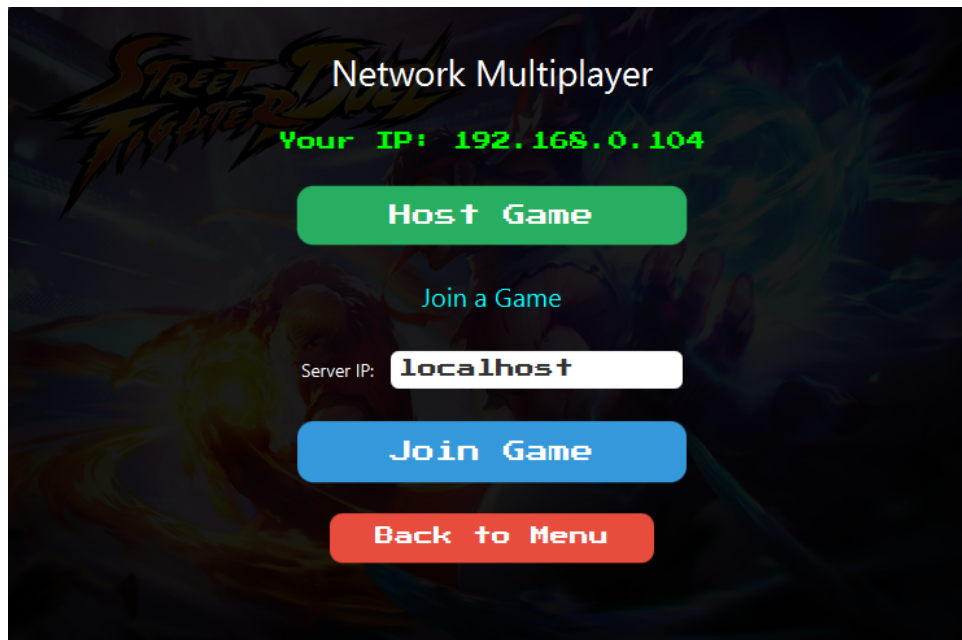 STREET
FIGHTER DUEL
Network Multiplayer
Your IP: 192.168.0.104
Host Game
Join a Game
Server IP: localhost
Join Game
Back to Menu